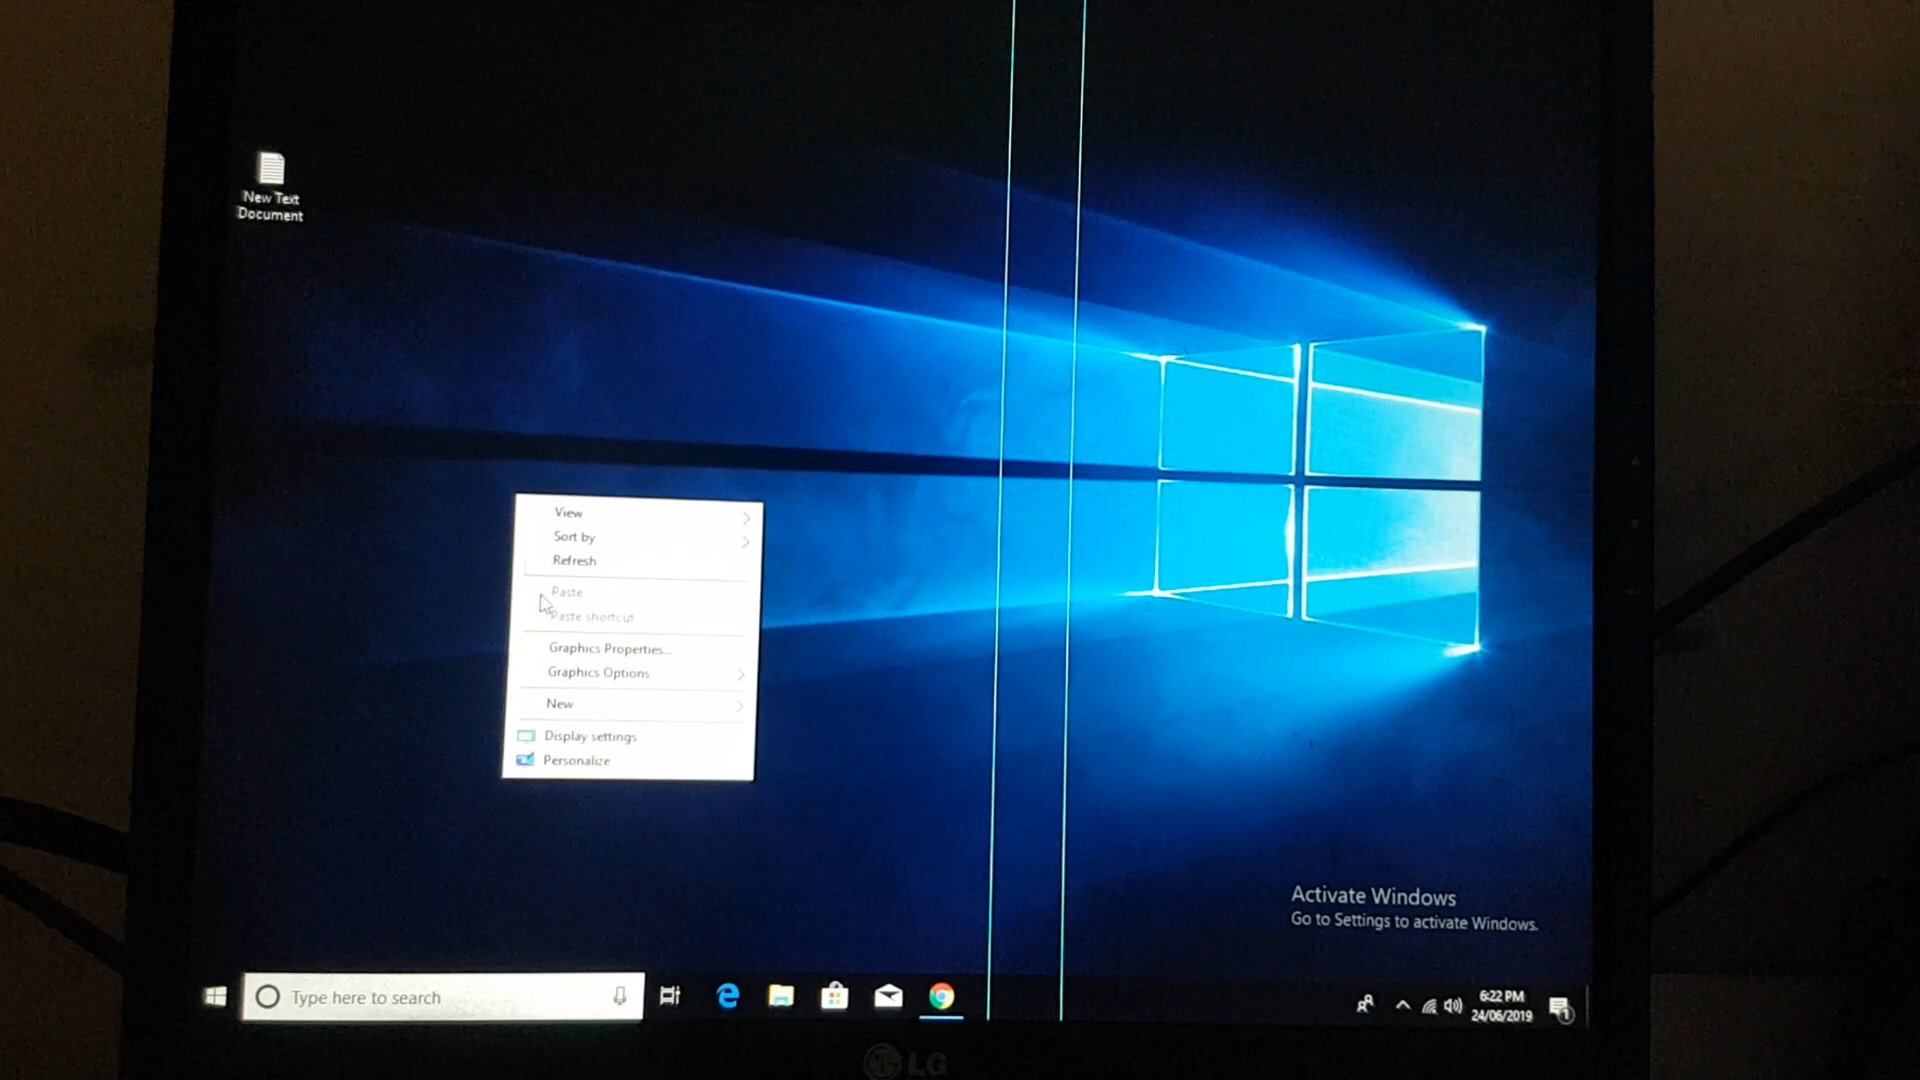 New Text
Document
View
Sort by
Refresh
Paste
Paste shortcut
Graphics Properties...
Graphics Options
New
Display settings
Personalize
Activate Windows
Go to Settings to activate Windows.
Type here to search
6:22 PM
24/06/2019
1
LG